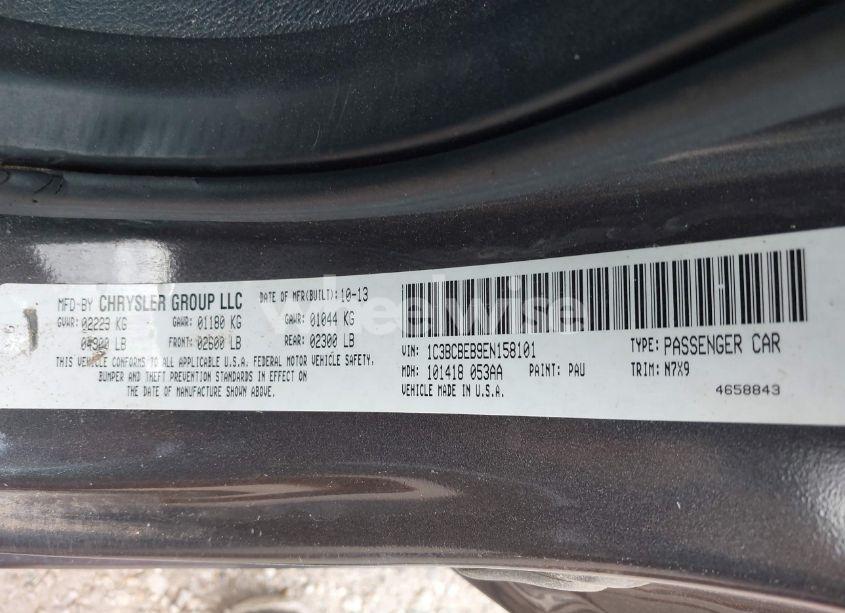 MFD-BY CHRYSLER GROUP LLC DATE OF MFR(BUILT): 10-13
GVWR: 02223 KG GAWR: 01180 KG GAWR: 01044 KG
04900 LB FRONT: 02600 LB REAR: 02300 LB
THIS VEHICLE CONFORMS TO ALL APPLICABLE U.S.A. FEDERAL MOTOR VEHICLE SAFETY,
BUMPER AND THEFT PREVENTION STANDARDS IN EFFECT ON
THE DATE OF MANUFACTURE SHOWN ABOVE.
VIN: 1C3BCBEB9EN158101 TYPE: PASSENGER CAR
MDH: 101418 053AA PAINT: PAU TRIM: N7X9
VEHICLE MADE IN U.S.A. 4658843
wheelwise